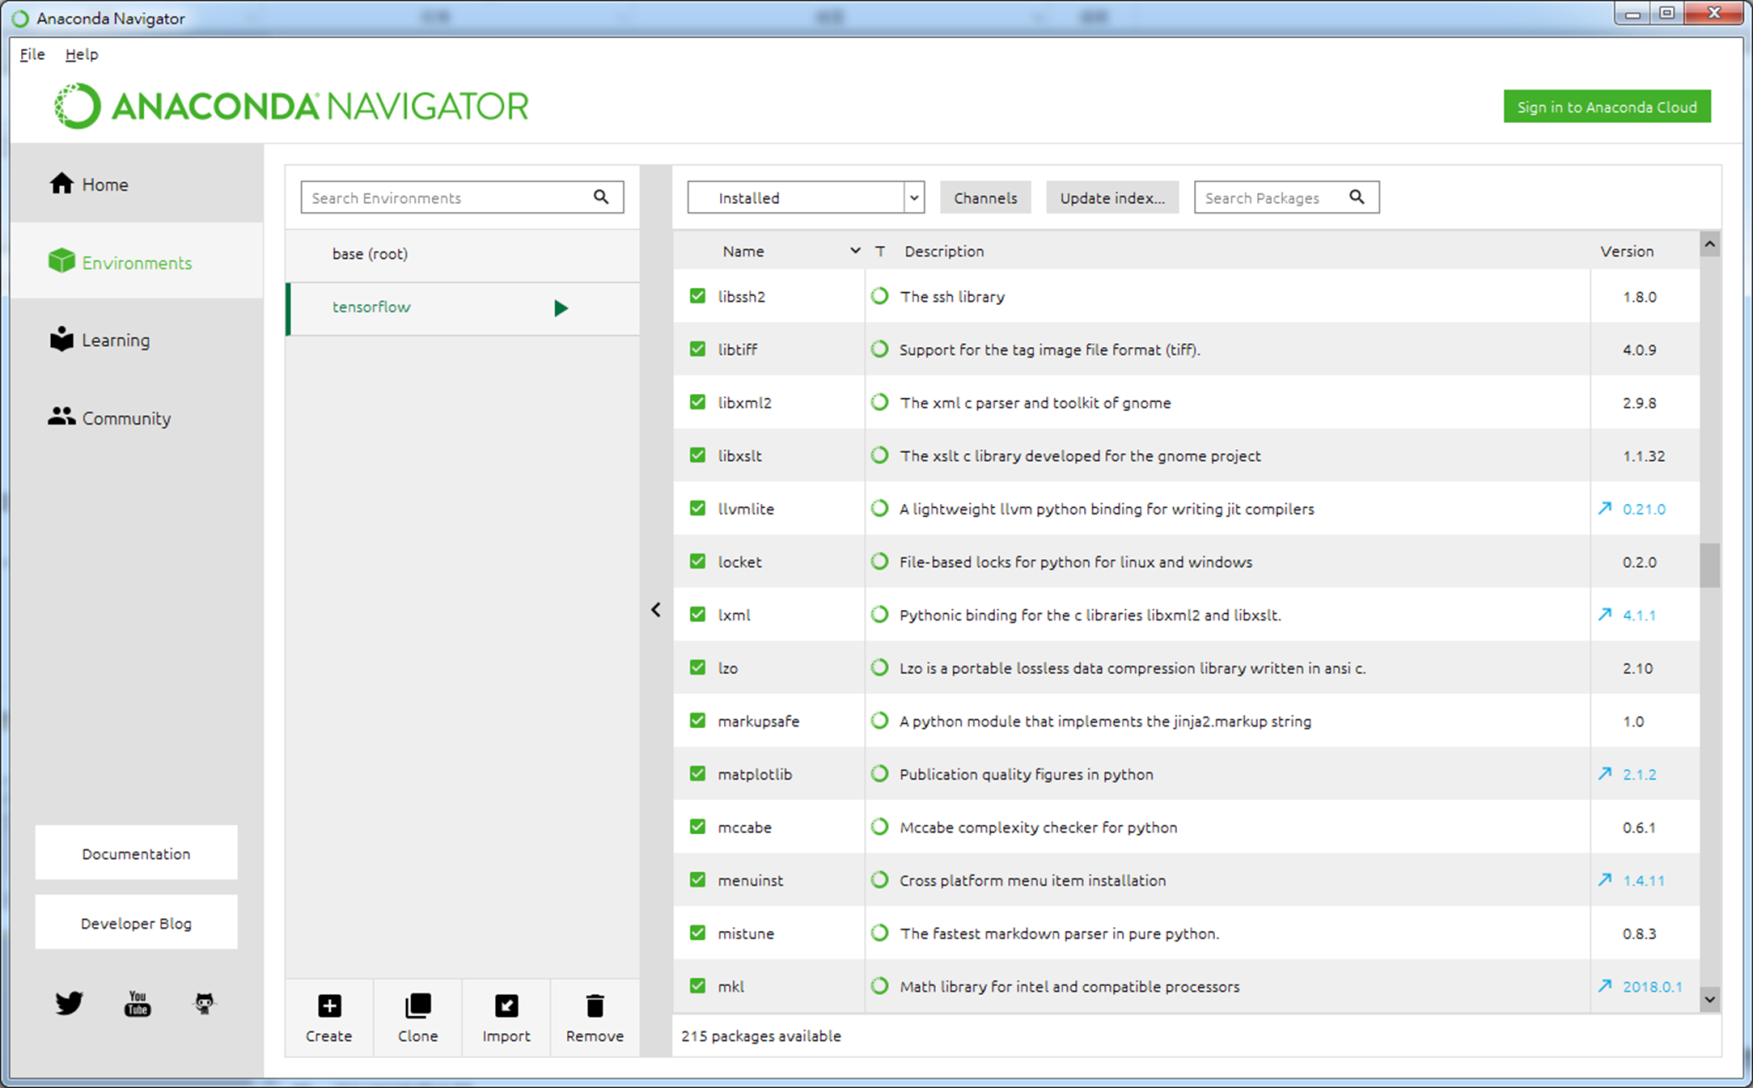 Anaconda Navigator
File Help
ANACONDA NAVIGATOR
Sign in to Anaconda Cloud
Home
Environments
Learning
Community
Documentation
Developer Blog
You Tube
Search Environments
base (root)
tensorflow
Create Clone Import Remove
Installed Channels Update index... Search Packages
Name T Description Version
libssh2 The ssh library 1.8.0
libtiff Support for the tag image file format (tiff). 4.0.9
libxml2 The xml c parser and toolkit of gnome 2.9.8
libxslt The xslt c library developed for the gnome project 1.1.32
llvmlite A lightweight llvm python binding for writing jit compilers 0.21.0
locket File-based locks for python for linux and windows 0.2.0
lxml Pythonic binding for the c libraries libxml2 and libxslt. 4.1.1
lzo Lzo is a portable lossless data compression library written in ansi c. 2.10
markupsafe A python module that implements the jinja2.markup string 1.0
matplotlib Publication quality figures in python 2.1.2
mccabe Mccabe complexity checker for python 0.6.1
menuinst Cross platform menu item installation 1.4.11
mistune The fastest markdown parser in pure python. 0.8.3
mkl Math library for intel and compatible processors 2018.0.1
215 packages available